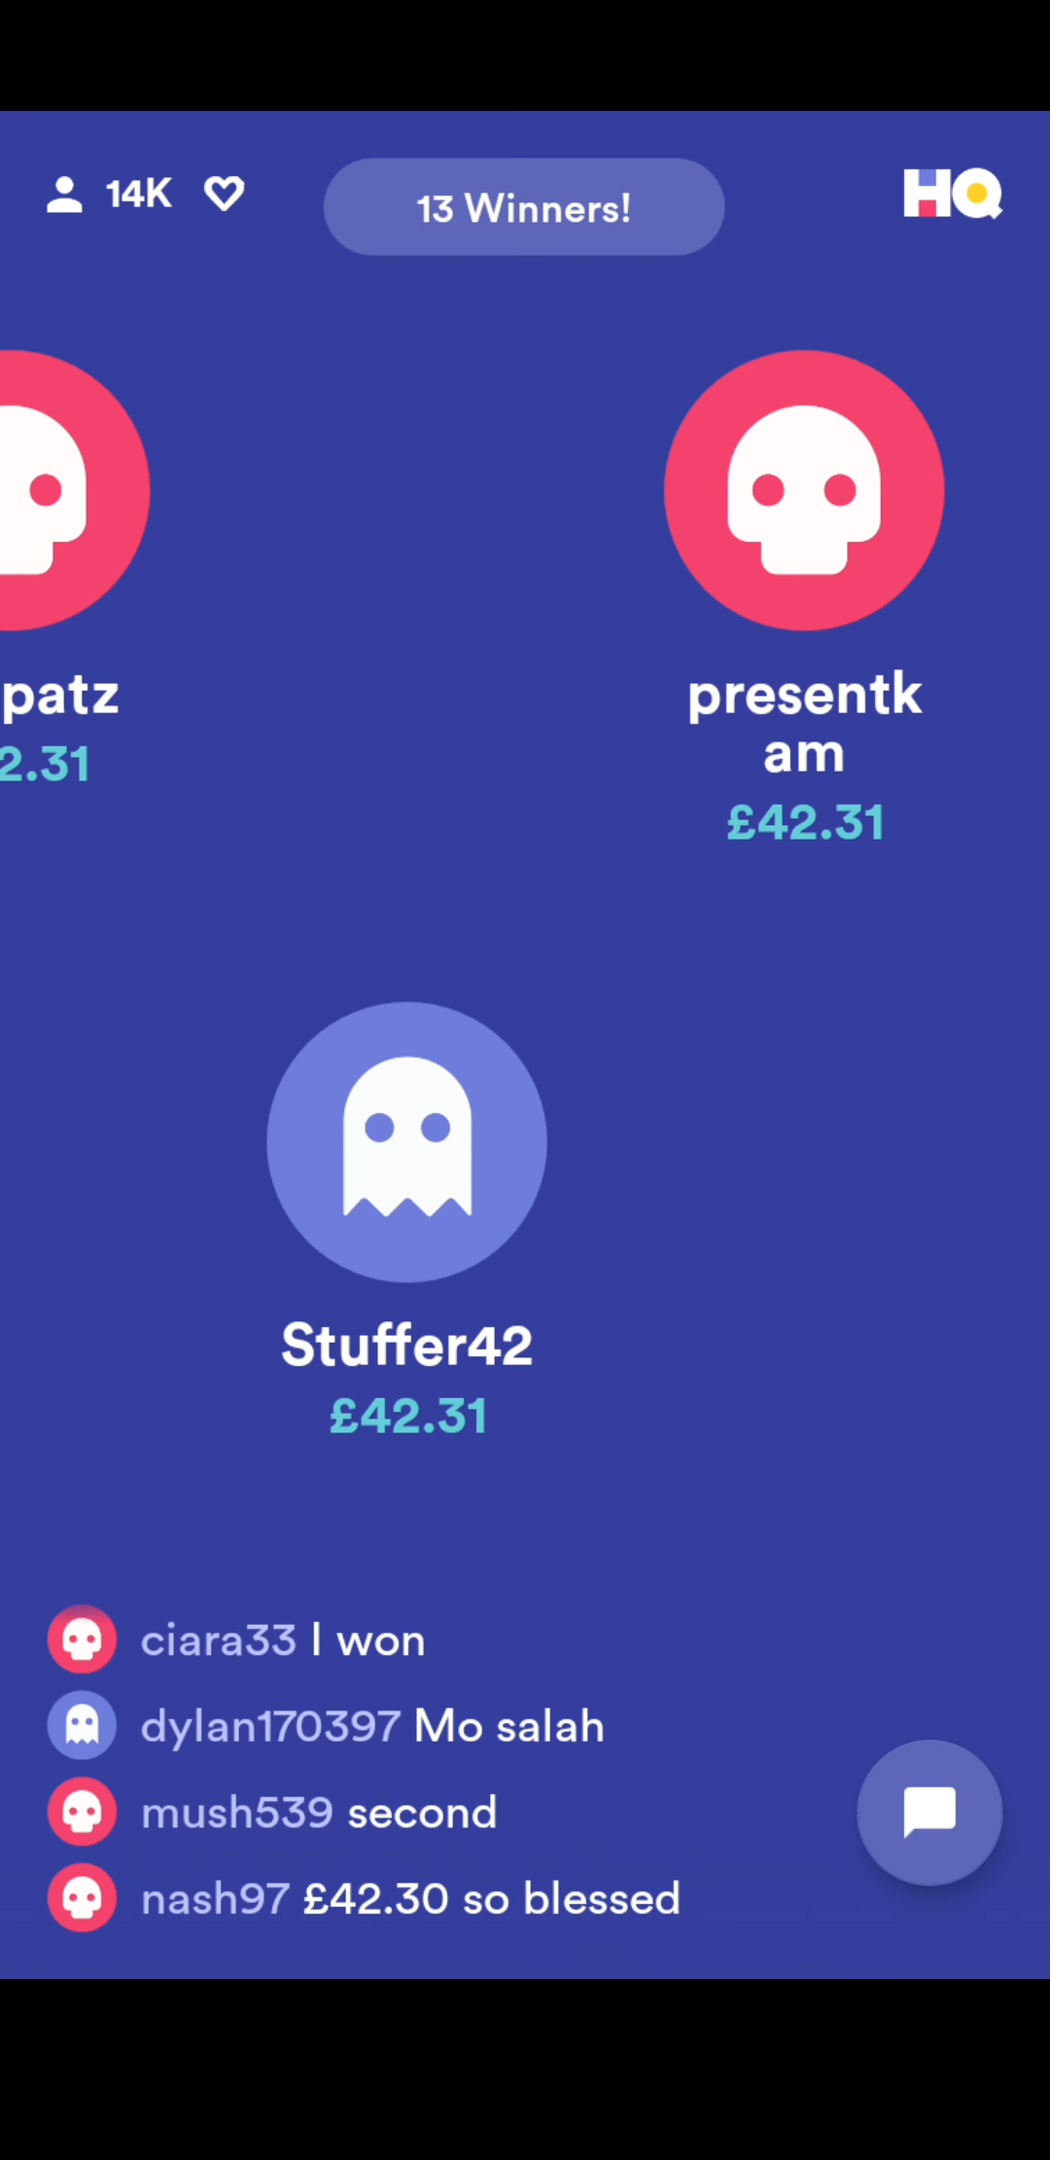 14K
13 Winners!
HQ
patz
2.31
presentk
am
£42.31
Stuffer42
£42.31
ciara33 I won
dylan170397 Mo salah
mush539 second
nash97 £42.30 so blessed